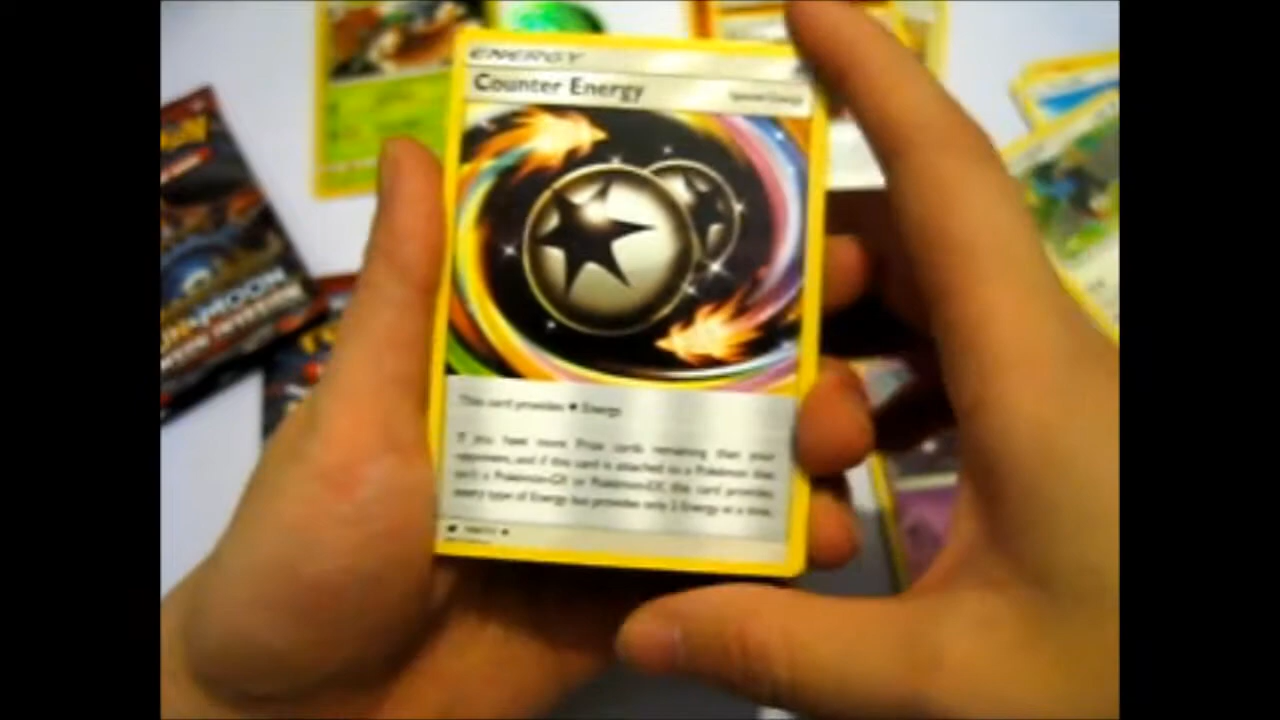 ENERGY
Counter Energy
Special Energy
This card provides Energy.
If you have more Prize cards remaining than your
opponent, and if this card is attached to a Pokémon that
isn't a Pokémon-GX or Pokémon-EX, this card provides
every type of Energy but provides only 2 Energy at a time.
MOON